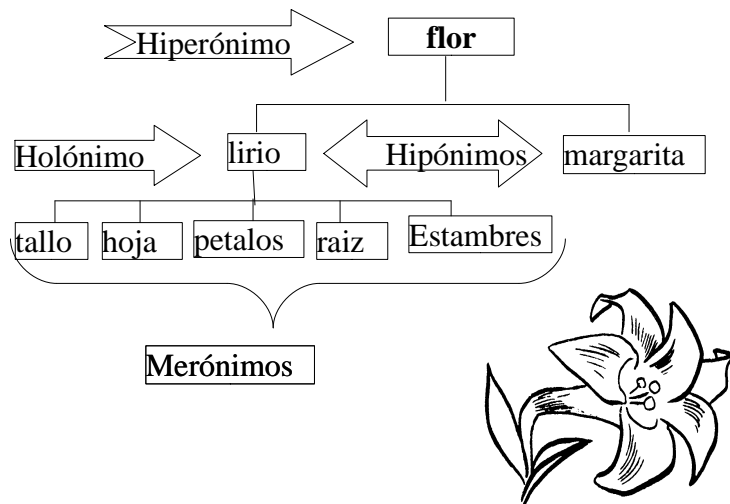 Hiperónimo
flor
Holónimo
lirio
Hipónimos
margarita
tallo
hoja
petalos
raiz
Estambres
Merónimos